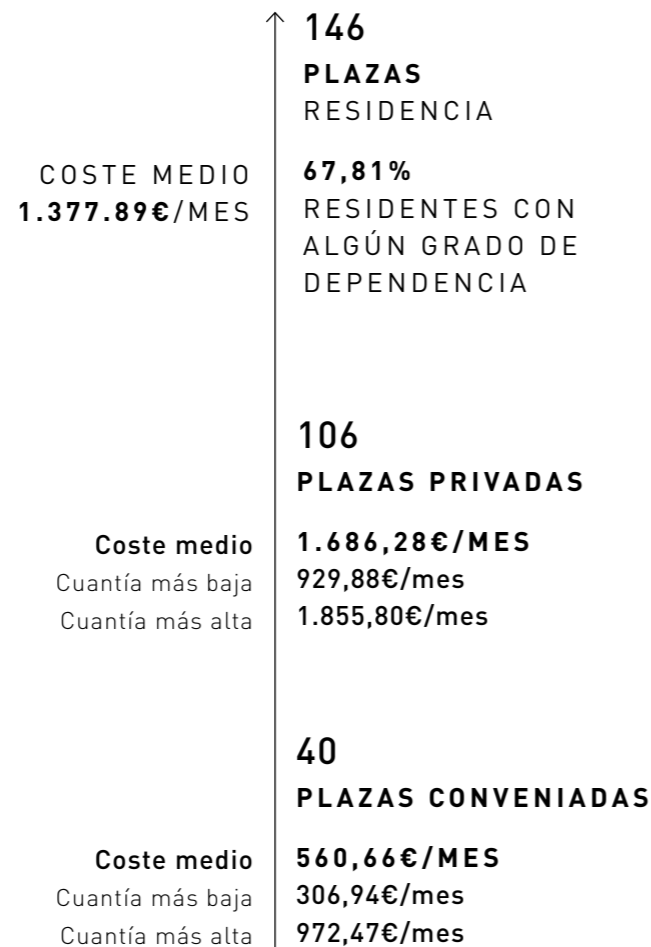 146
PLAZAS
RESIDENCIA
COSTE MEDIO
1.377.89€/MES
67,81%
RESIDENTES CON
ALGÚN GRADO DE
DEPENDENCIA
106
PLAZAS PRIVADAS
Coste medio 1.686,28€/MES
Cuantía más baja 929,88€/mes
Cuantía más alta 1.855,80€/mes
40
PLAZAS CONVENIADAS
Coste medio 560,66€/MES
Cuantía más baja 306,94€/mes
Cuantía más alta 972,47€/mes